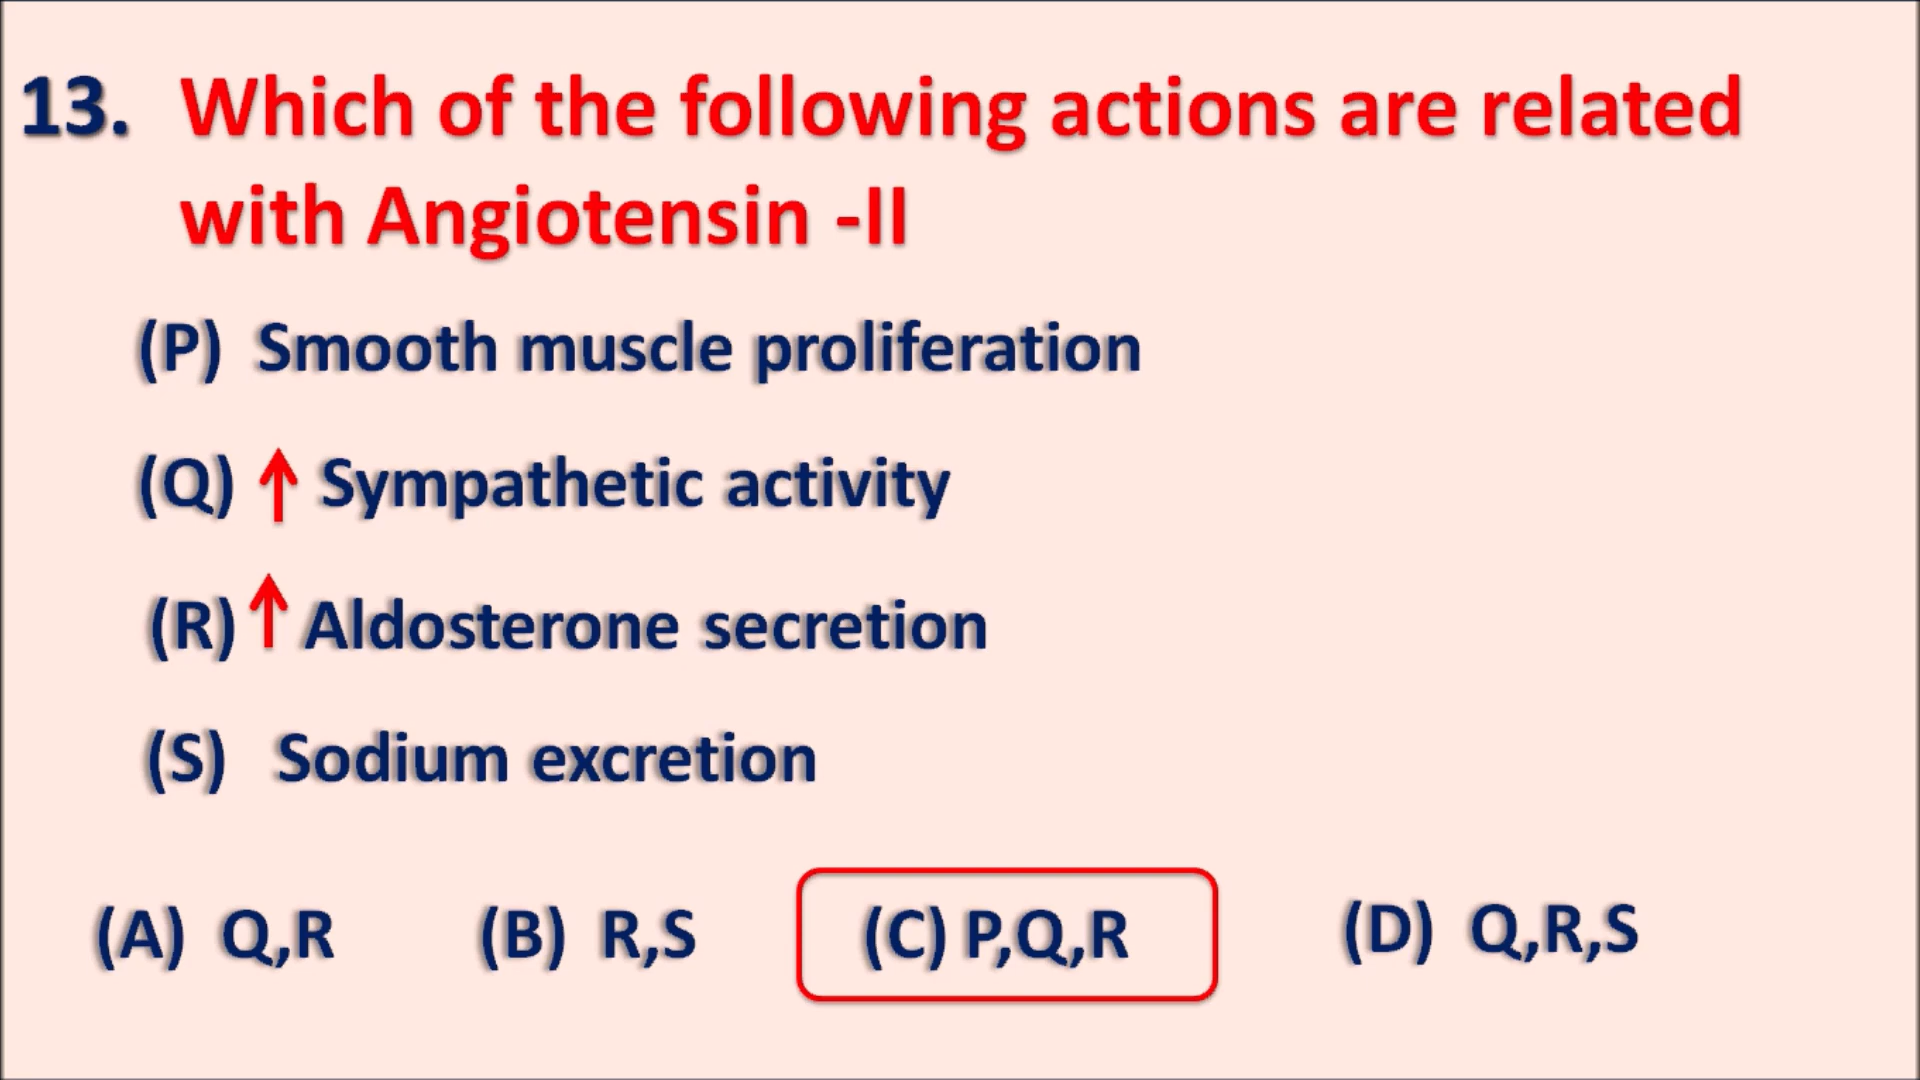 13. Which of the following actions are related
with Angiotensin -II
(P) Smooth muscle proliferation
(Q) ↑ Sympathetic activity
(R) ↑ Aldosterone secretion
(S) Sodium excretion
(A) Q,R (B) R,S (C) P,Q,R (D) Q,R,S